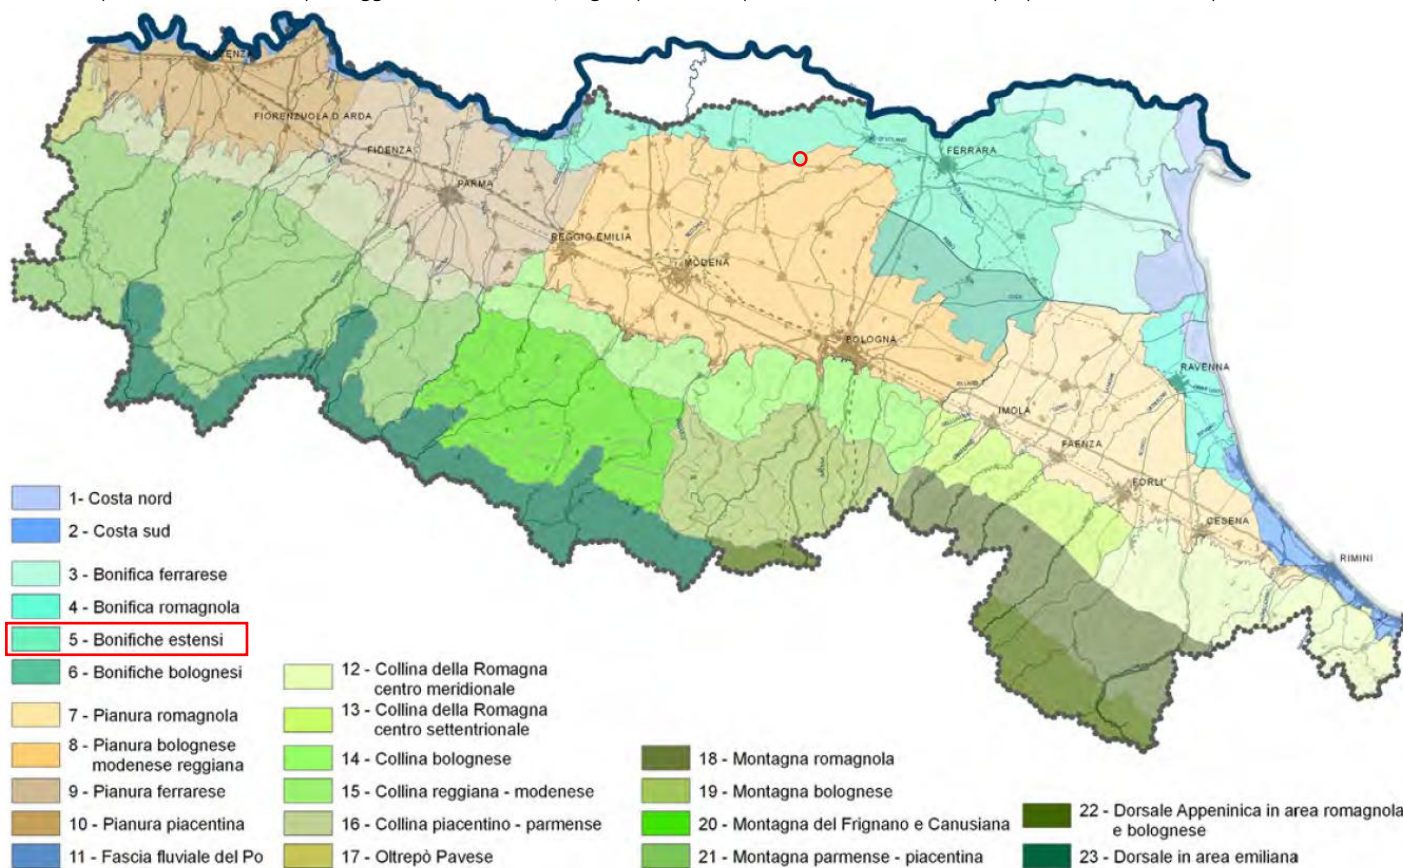 PIACENZA
FIORENZUOLA D ARDA
FIDENZA
PARMA
REGGIO EMILIA
MODENA
BOLOGNA
FERRARA
RAVENNA
IMOLA
FAENZA
FORLI'
CESENA
RIMINI
1- Costa nord
2 - Costa sud
3 - Bonifica ferrarese
4 - Bonifica romagnola
5 - Bonifiche estensi
6 - Bonifiche bolognesi
7 - Pianura romagnola
8 - Pianura bolognese
modenese reggiana
9 - Pianura ferrarese
10 - Pianura piacentina
11 - Fascia fluviale del Po
12 - Collina della Romagna
centro meridionale
13 - Collina della Romagna
centro settentrionale
14 - Collina bolognese
15 - Collina reggiana - modenese
16 - Collina piacentino - parmense
17 - Oltrepò Pavese
18 - Montagna romagnola
19 - Montagna bolognese
20 - Montagna del Frignano e Canusiana
21 - Montagna parmense - piacentina
22 - Dorsale Appeninica in area romagnola
e bolognese
23 - Dorsale in area emiliana